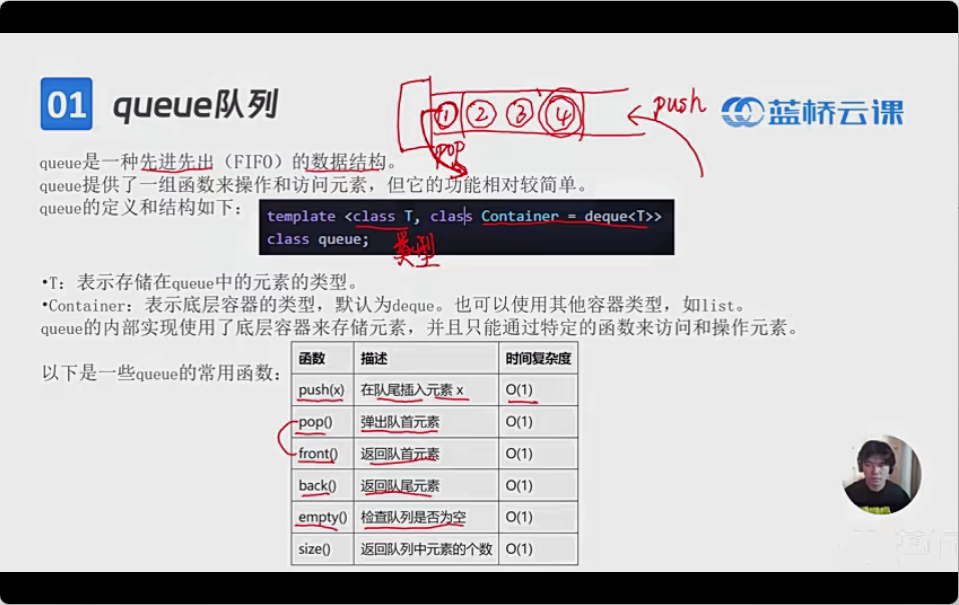 01 queue队列
① ② ③ ④ push
pop
蓝桥云课
queue是一种先进先出（FIFO）的数据结构。
queue提供了一组函数来操作和访问元素，但它的功能相对较简单。
queue的定义和结构如下：
template <class T, class Container = deque<T>>
class queue;
类型
•T：表示存储在queue中的元素的类型。
•Container：表示底层容器的类型，默认为deque。也可以使用其他容器类型，如list。
queue的内部实现使用了底层容器来存储元素，并且只能通过特定的函数来访问和操作元素。
以下是一些queue的常用函数：
函数 描述 时间复杂度
push(x) 在队尾插入元素 x O(1)
pop() 弹出队首元素 O(1)
front() 返回队首元素 O(1)
back() 返回队尾元素 O(1)
empty() 检查队列是否为空 O(1)
size() 返回队列中元素的个数 O(1)